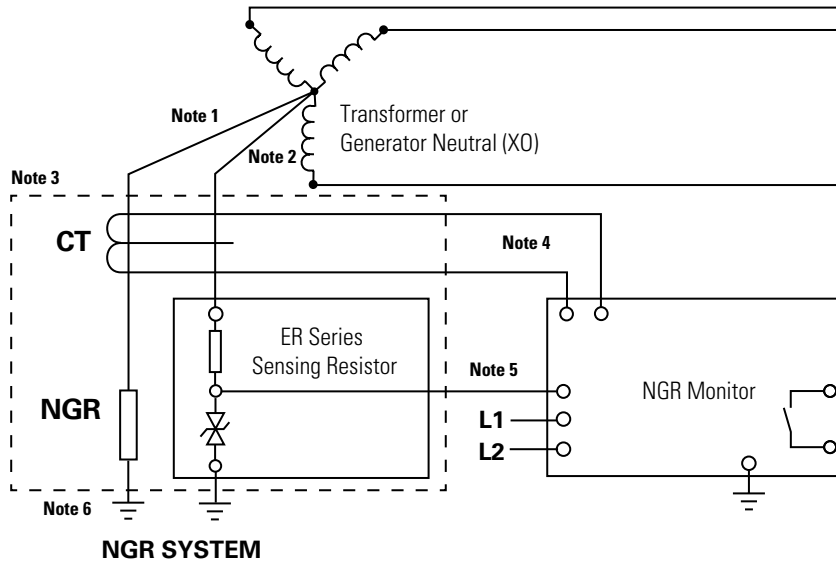 Note 1
Transformer or
Generator Neutral (XO)
Note 2
Note 3
CT
Note 4
ER Series
Sensing Resistor
Note 5
NGR Monitor
NGR
L1
L2
Note 6
NGR SYSTEM